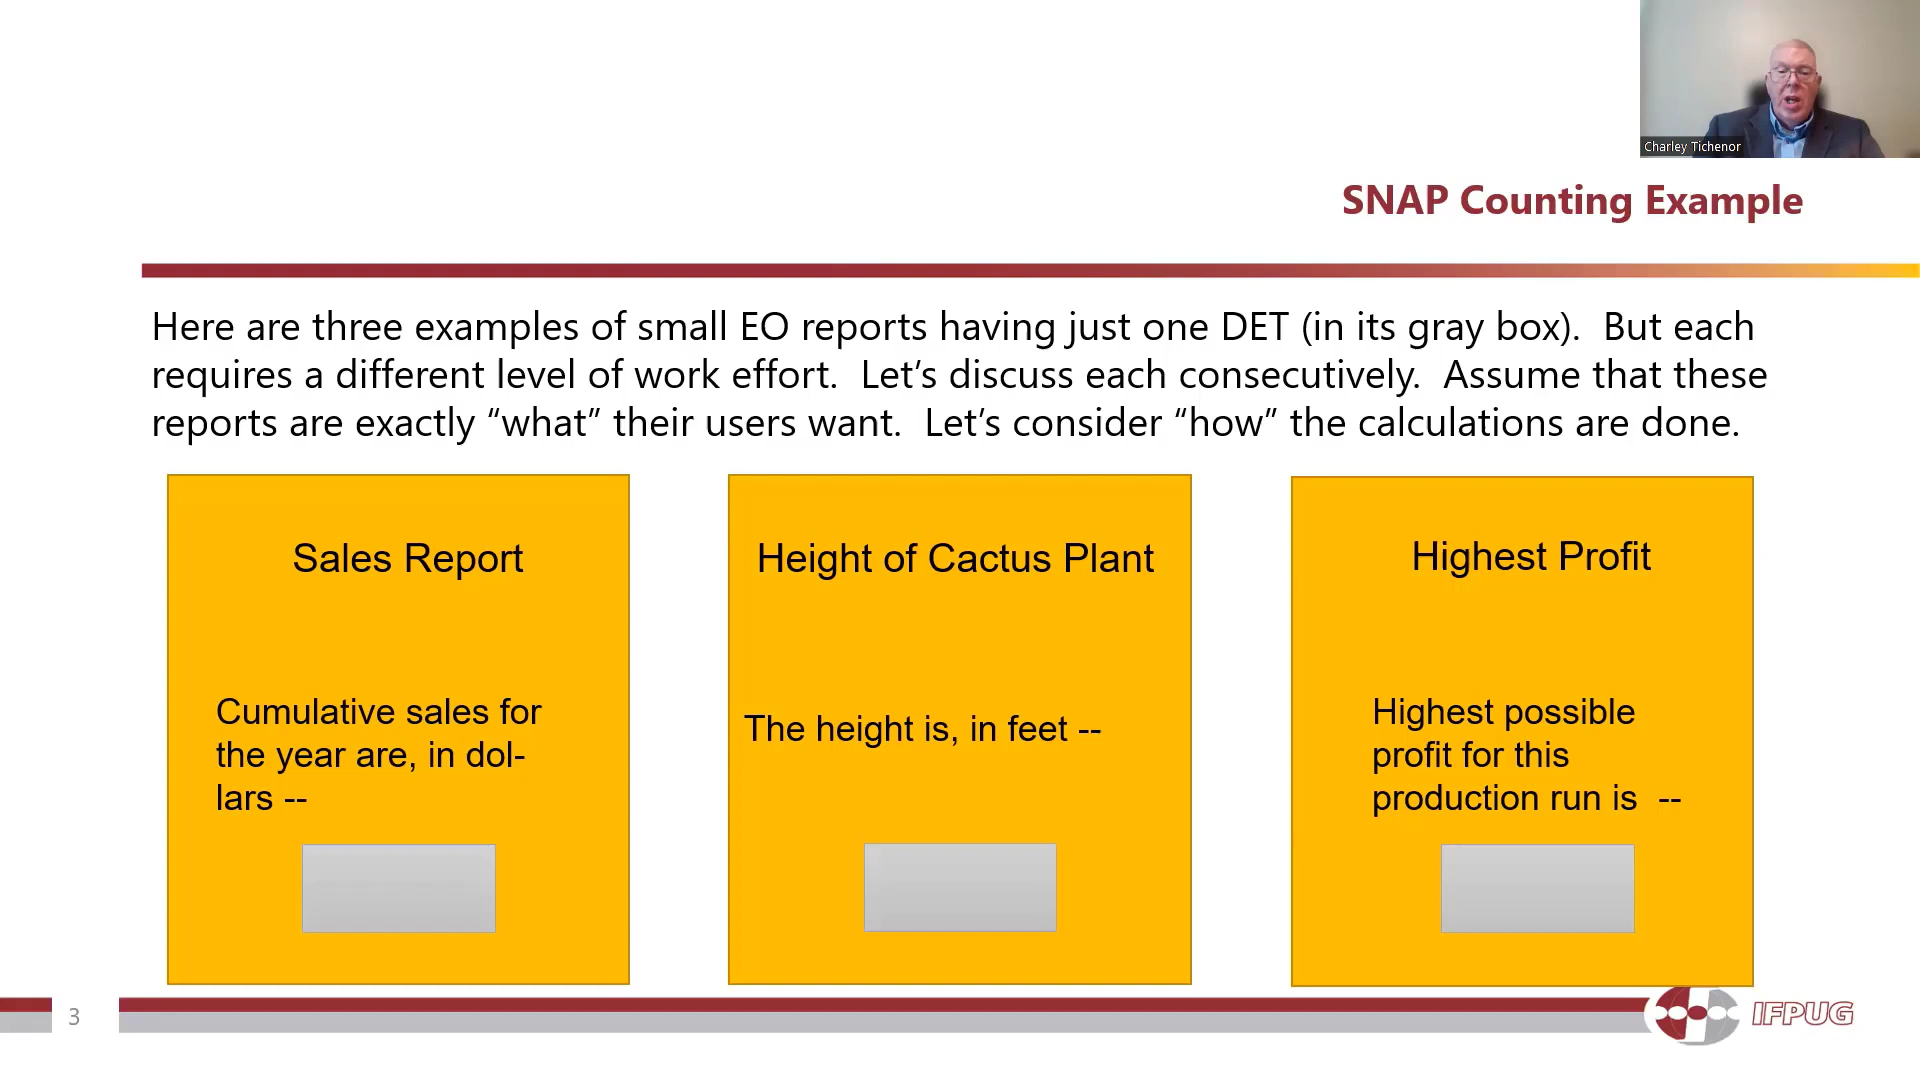 Charley Tichenor
SNAP Counting Example
Here are three examples of small EO reports having just one DET (in its gray box).  But each
requires a different level of work effort.  Let’s discuss each consecutively.  Assume that these
reports are exactly “what” their users want.  Let’s consider “how” the calculations are done.
Sales Report
Cumulative sales for
the year are, in dol-
lars --
Height of Cactus Plant
The height is, in feet --
Highest Profit
Highest possible
profit for this
production run is  --
3
IFPUG